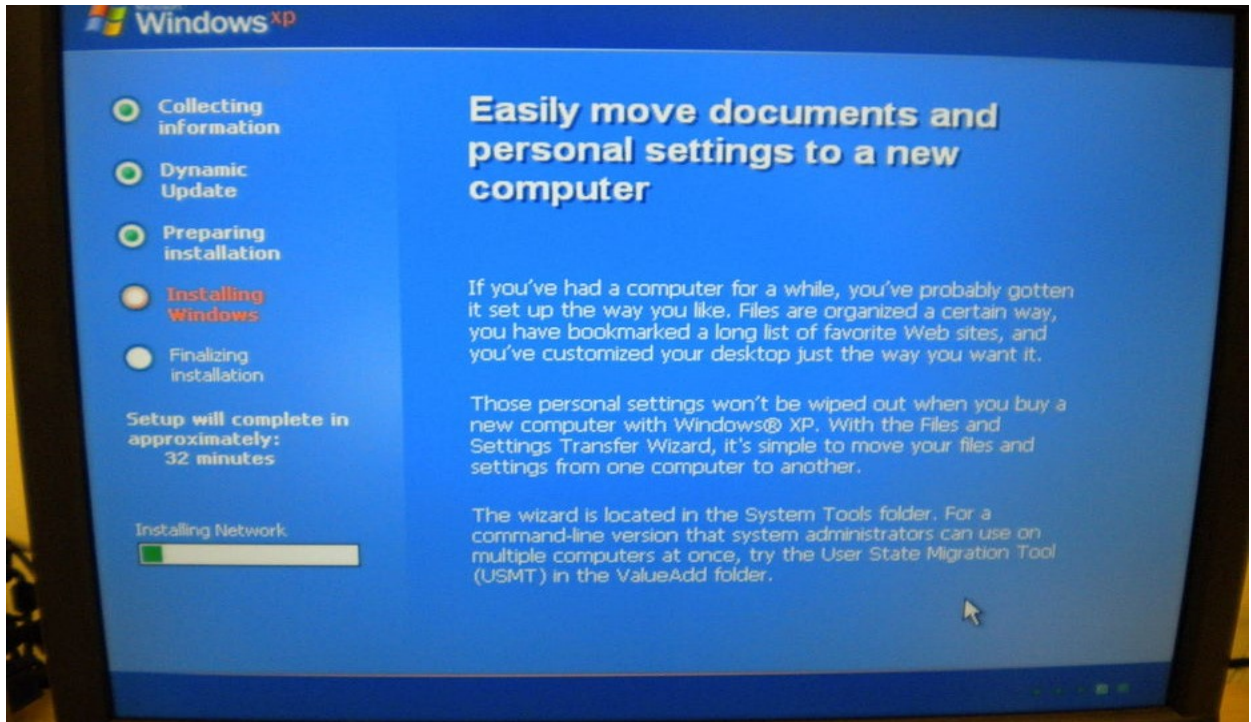 Windows xp
Collecting
information
Dynamic
Update
Preparing
installation
Installing
Windows
Finalizing
installation
Setup will complete in
approximately:
32 minutes
Installing Network
Easily move documents and
personal settings to a new
computer
If you've had a computer for a while, you've probably gotten
it set up the way you like. Files are organized a certain way,
you have bookmarked a long list of favorite Web sites, and
you've customized your desktop just the way you want it.
Those personal settings won't be wiped out when you buy a
new computer with Windows® XP. With the Files and
Settings Transfer Wizard, it's simple to move your files and
settings from one computer to another.
The wizard is located in the System Tools folder. For a
command-line version that system administrators can use on
multiple computers at once, try the User State Migration Tool
(USMT) in the ValueAdd folder.